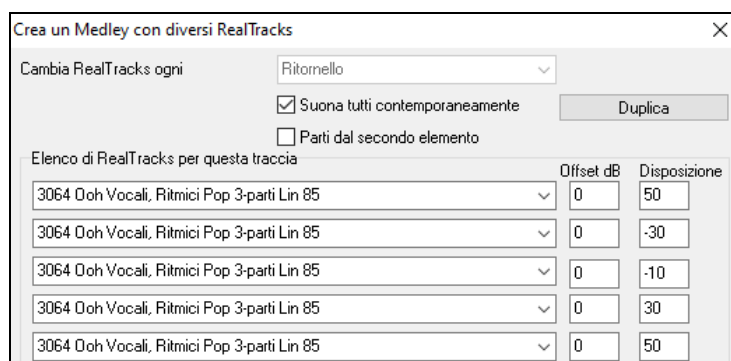 Crea un Medley con diversi RealTracks
Cambia RealTracks ogni Ritornello
Suona tutti contemporaneamente Duplica
Parti dal secondo elemento
Elenco di RealTracks per questa traccia
Offset dB Disposizione
3064 Ooh Vocali, Ritmici Pop 3-parti Lin 85 0 50
3064 Ooh Vocali, Ritmici Pop 3-parti Lin 85 0 -30
3064 Ooh Vocali, Ritmici Pop 3-parti Lin 85 0 -10
3064 Ooh Vocali, Ritmici Pop 3-parti Lin 85 0 30
3064 Ooh Vocali, Ritmici Pop 3-parti Lin 85 0 50